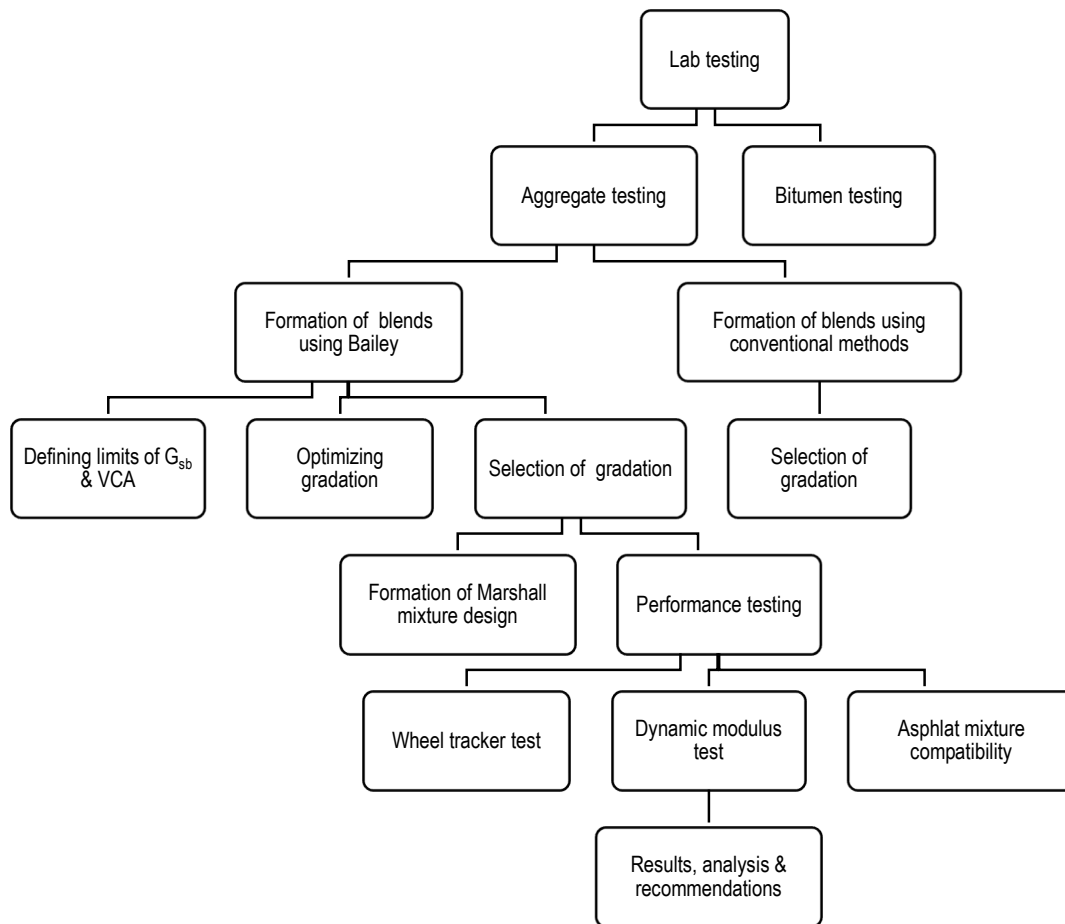 Lab testing
Aggregate testing
Bitumen testing
Formation of blends
using Bailey
Formation of blends using
conventional methods
Defining limits of Gsb
& VCA
Optimizing
gradation
Selection of gradation
Selection of
gradation
Formation of Marshall
mixture design
Performance testing
Wheel tracker test
Dynamic modulus
test
Asphlat mixture
compatibility
Results, analysis &
recommendations